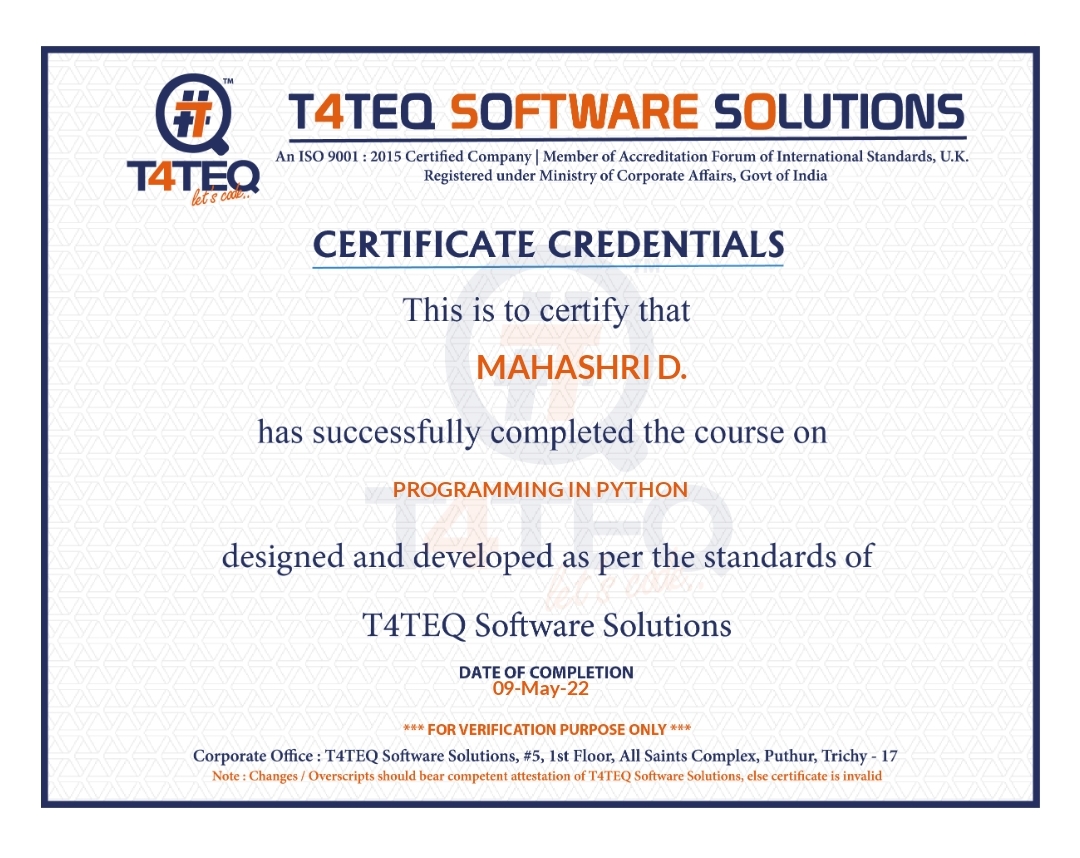 #T
TM
T4TEQ
let's code..
T4TEQ SOFTWARE SOLUTIONS
An ISO 9001 : 2015 Certified Company | Member of Accreditation Forum of International Standards, U.K.
Registered under Ministry of Corporate Affairs, Govt of India
CERTIFICATE CREDENTIALS
This is to certify that
MAHASHRI D.
has successfully completed the course on
PROGRAMMING IN PYTHON
designed and developed as per the standards of
T4TEQ Software Solutions
DATE OF COMPLETION
09-May-22
*** FOR VERIFICATION PURPOSE ONLY ***
Corporate Office : T4TEQ Software Solutions, #5, 1st Floor, All Saints Complex, Puthur, Trichy - 17
Note : Changes / Overscripts should bear competent attestation of T4TEQ Software Solutions, else certificate is invalid